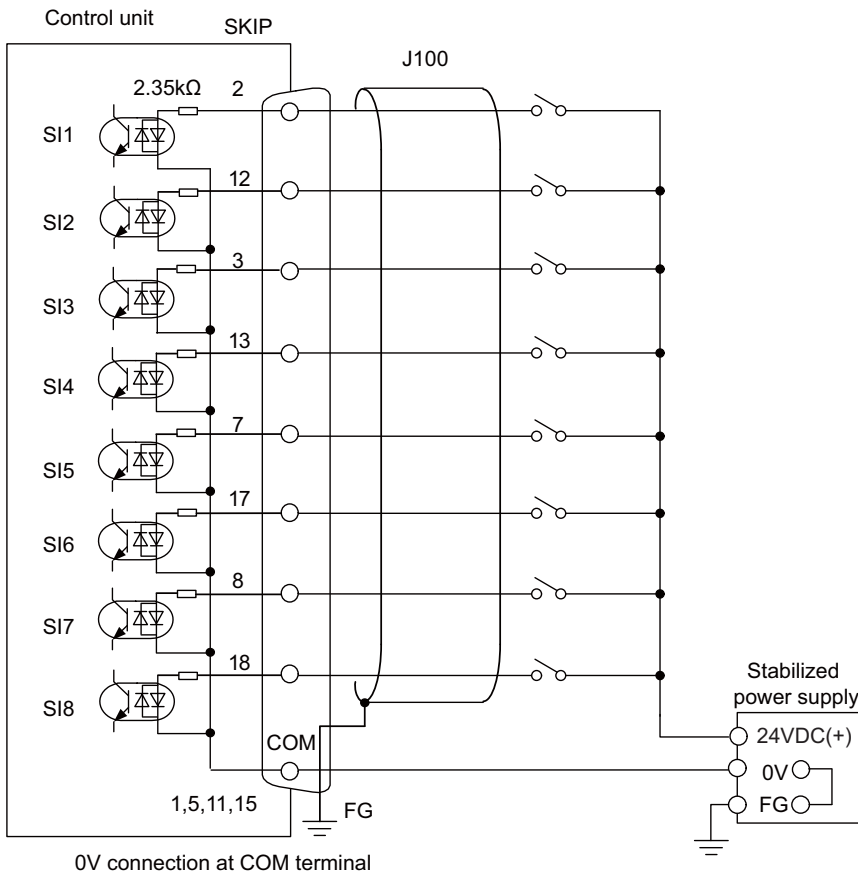 Control unit
SKIP
J100
2.35kΩ
2
SI1
12
SI2
3
SI3
13
SI4
7
SI5
17
SI6
8
SI7
18
SI8
Stabilized
power supply
24VDC(+)
COM
0V
1,5,11,15
FG
FG
0V connection at COM terminal